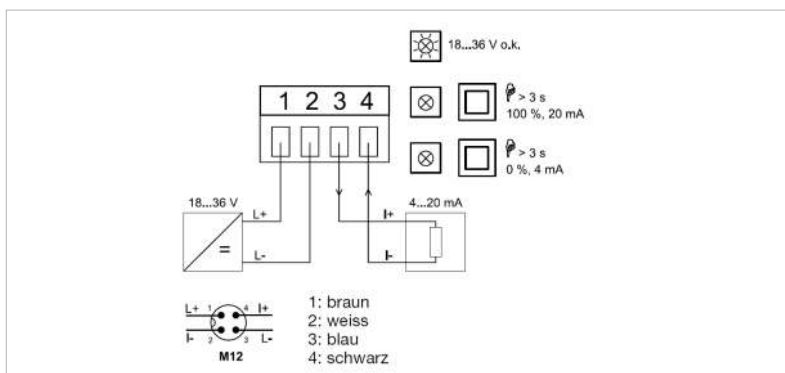 18...36 V o.k.
1 2 3 4
> 3 s
100 %, 20 mA
> 3 s
0 %, 4 mA
18...36 V
4...20 mA
L+
I+
=
L-
I-
L+ 1 4 I+
I- 2 3 L-
M12
1: braun
2: weiss
3: blau
4: schwarz